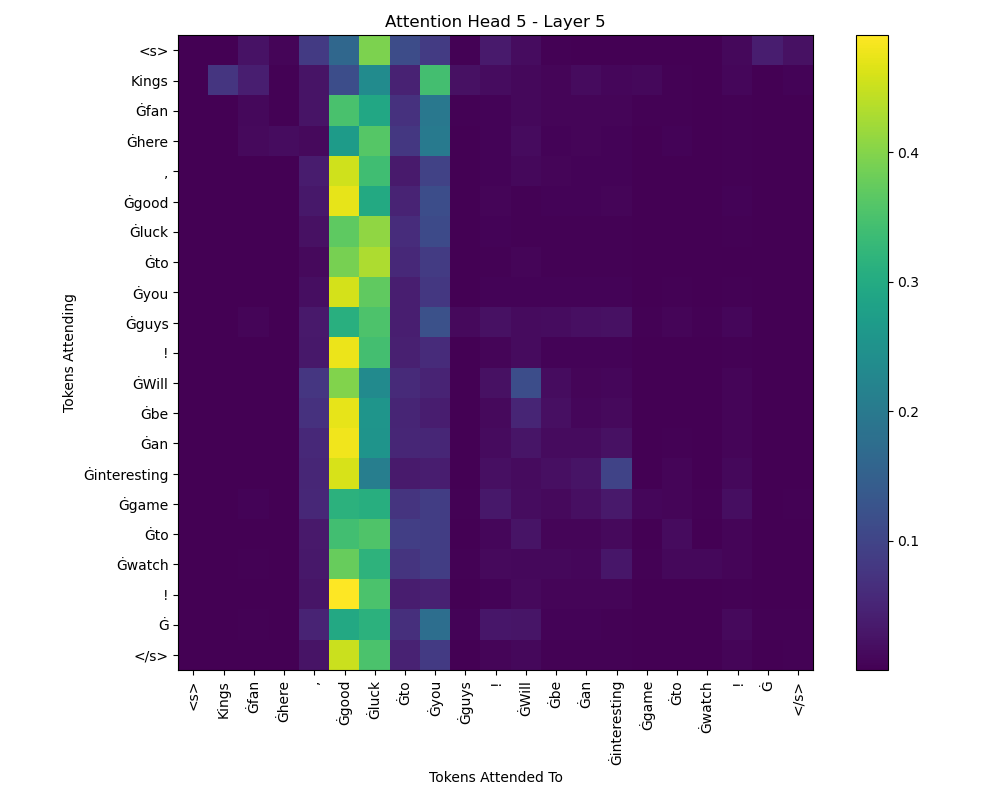 Attention Head 5 - Layer 5
Tokens Attending
<s>
Kings
Ġfan
Ġhere
,
Ġgood
Ġluck
Ġto
Ġyou
Ġguys
!
ĠWill
Ġbe
Ġan
Ġinteresting
Ġgame
Ġto
Ġwatch
!
Ġ
</s>
<s>
Kings
Ġfan
Ġhere
,
Ġgood
Ġluck
Ġto
Ġyou
Ġguys
!
ĠWill
Ġbe
Ġan
Ġinteresting
Ġgame
Ġto
Ġwatch
!
Ġ
</s>
Tokens Attended To
0.4
0.3
0.2
0.1